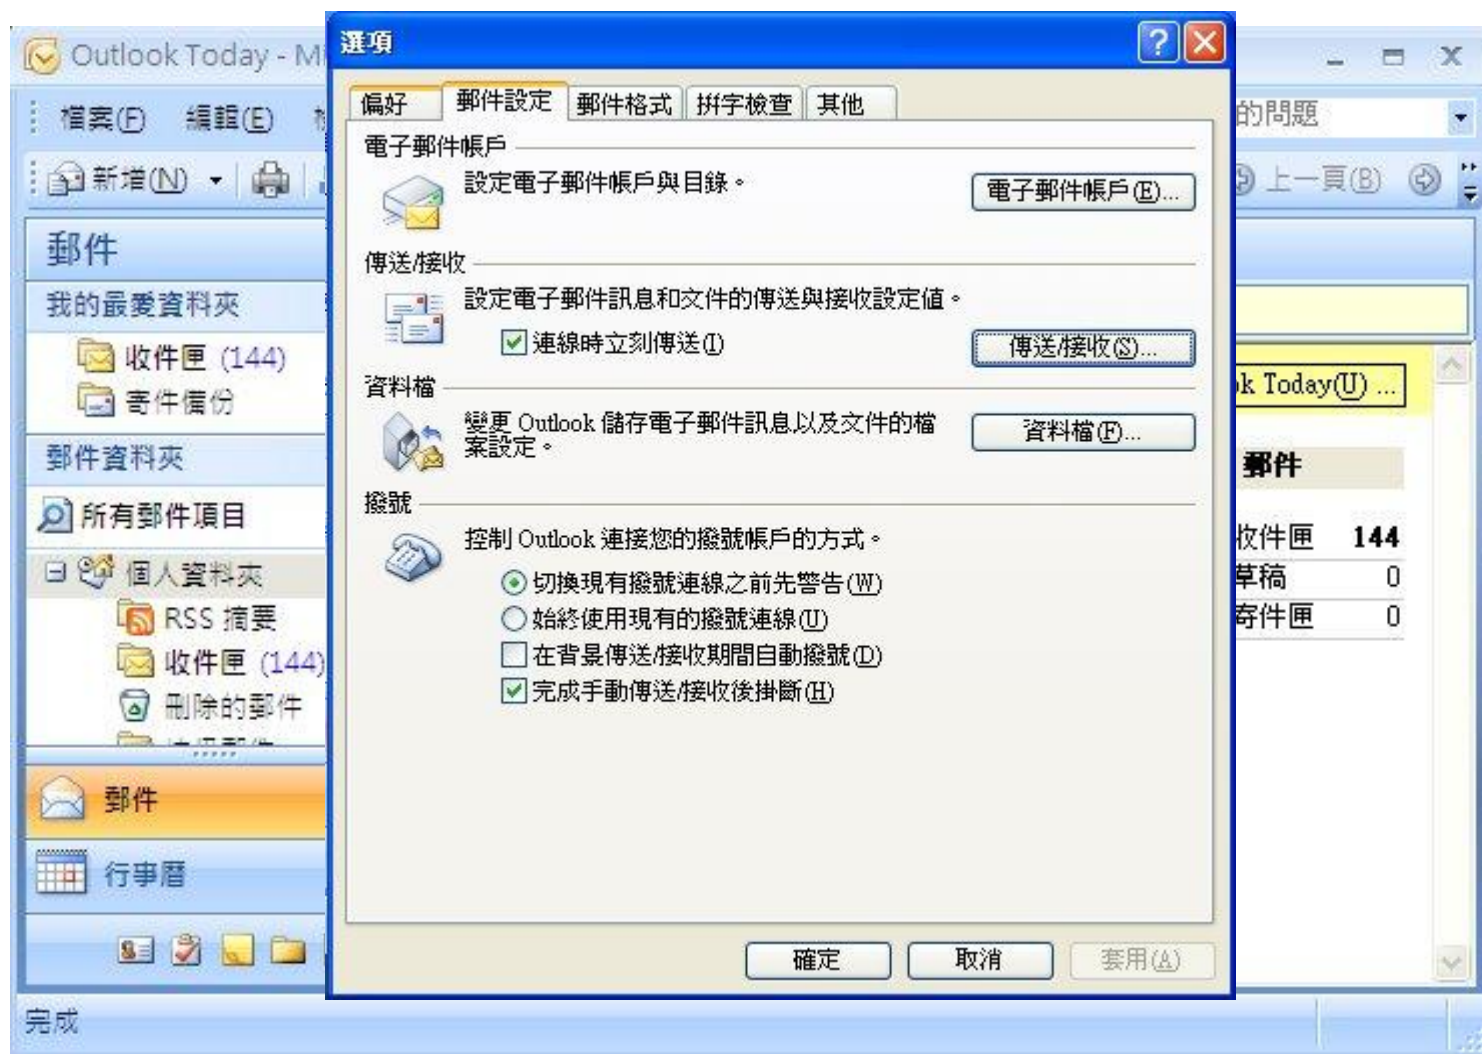 Outlook Today - Mi
選項
檔案(F) 編輯(E)
的問題
新增(N)
上一頁(B)
偏好 郵件設定 郵件格式 拼字檢查 其他
電子郵件帳戶
設定電子郵件帳戶與目錄。
電子郵件帳戶(E)...
傳送/接收
設定電子郵件訊息和文件的傳送與接收設定值。
連線時立刻傳送(I)
傳送/接收(S)...
資料檔
變更 Outlook 儲存電子郵件訊息以及文件的檔
案設定。
資料檔(F)...
撥號
控制 Outlook 連接您的撥號帳戶的方式。
切換現有撥號連線之前先警告(W)
始終使用現有的撥號連線(U)
在背景傳送/接收期間自動撥號(D)
完成手動傳送/接收後掛斷(H)
確定 取消 套用(A)
郵件
我的最愛資料夾
收件匣 (144)
寄件備份
郵件資料夾
所有郵件項目
個人資料夾
RSS 摘要
收件匣 (144)
刪除的郵件
郵件
行事曆
ok Today(U) ...
郵件
收件匣 144
草稿 0
寄件匣 0
完成